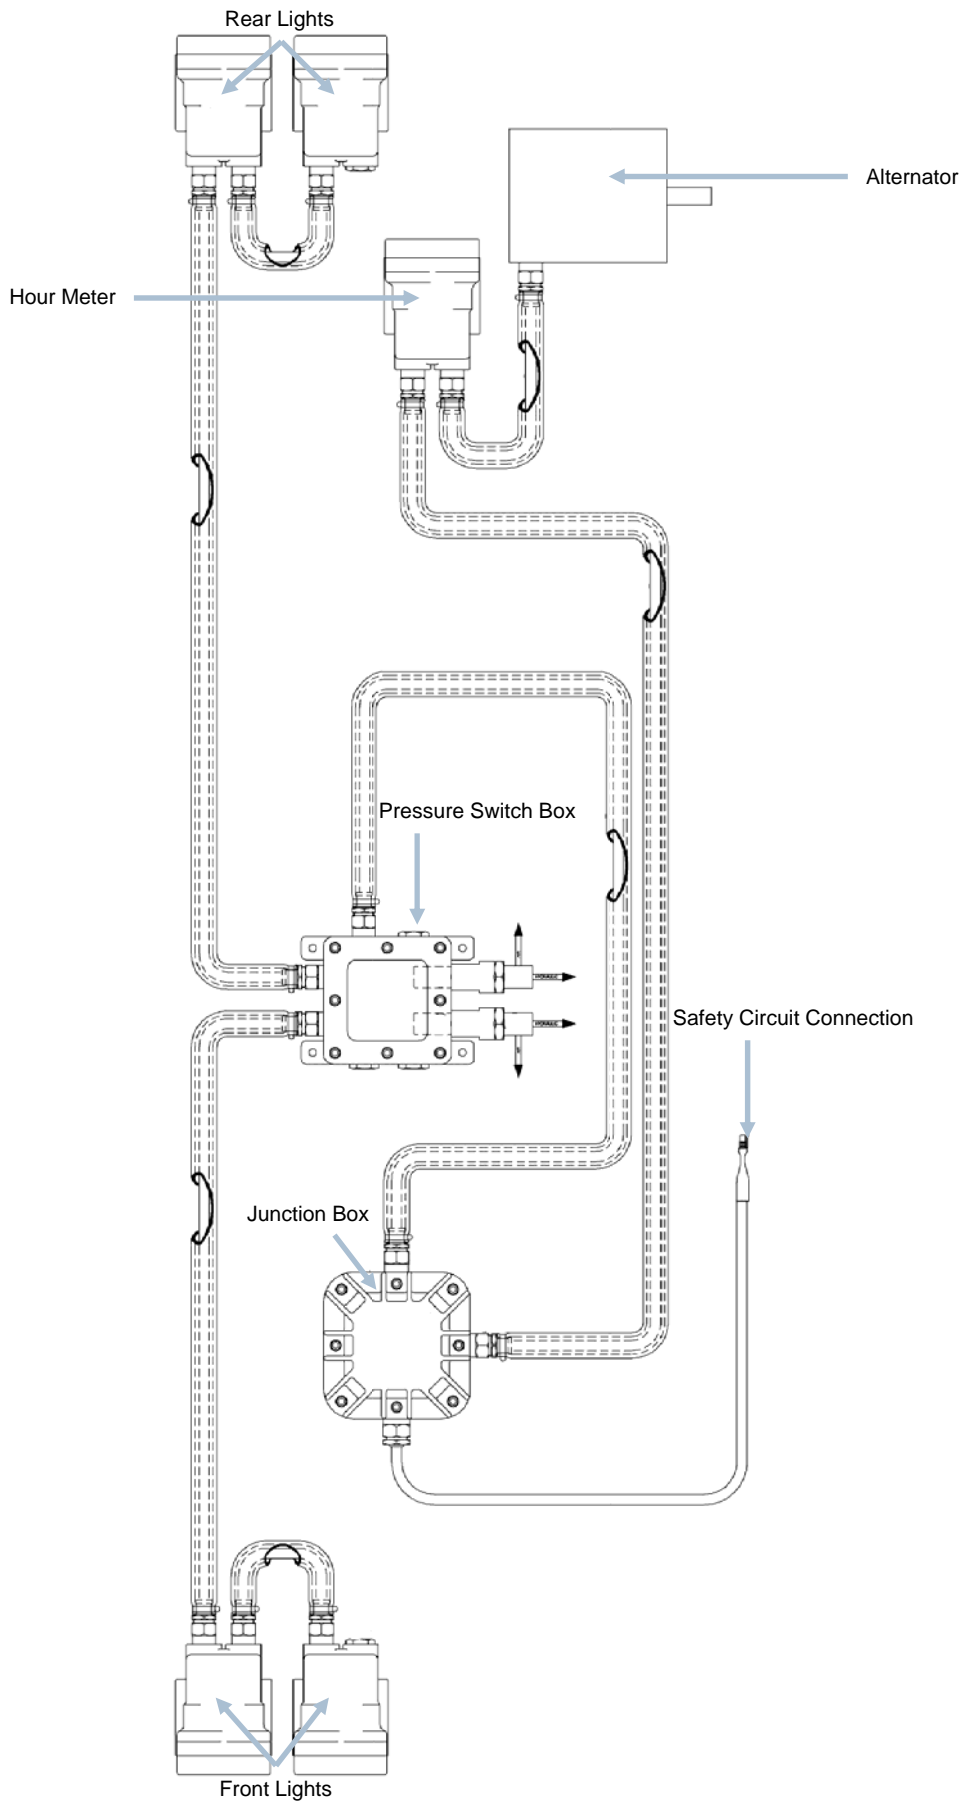 Rear Lights
Alternator
Hour Meter
Pressure Switch Box
Safety Circuit Connection
Junction Box
Front Lights